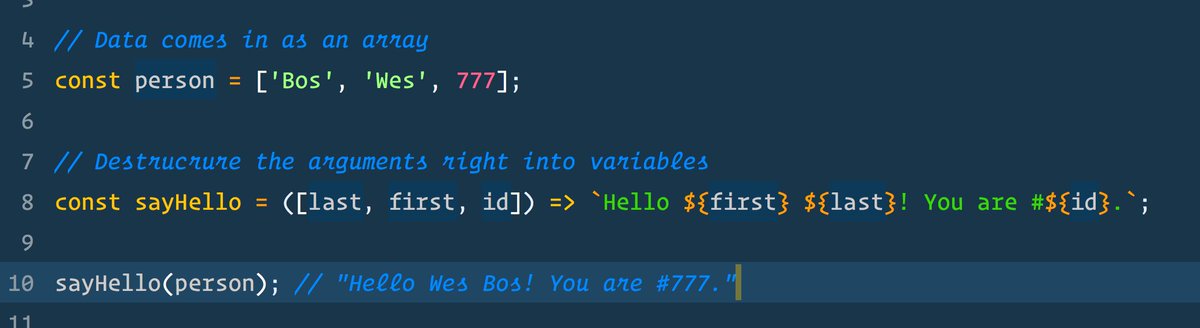 3
4 // Data comes in as an array
5 const person = ['Bos', 'Wes', 777];
6
7 // Destrucrure the arguments right into variables
8 const sayHello = ([last, first, id]) => `Hello ${first} ${last}! You are #${id}.`;
9
10 sayHello(person); // "Hello Wes Bos! You are #777."
11